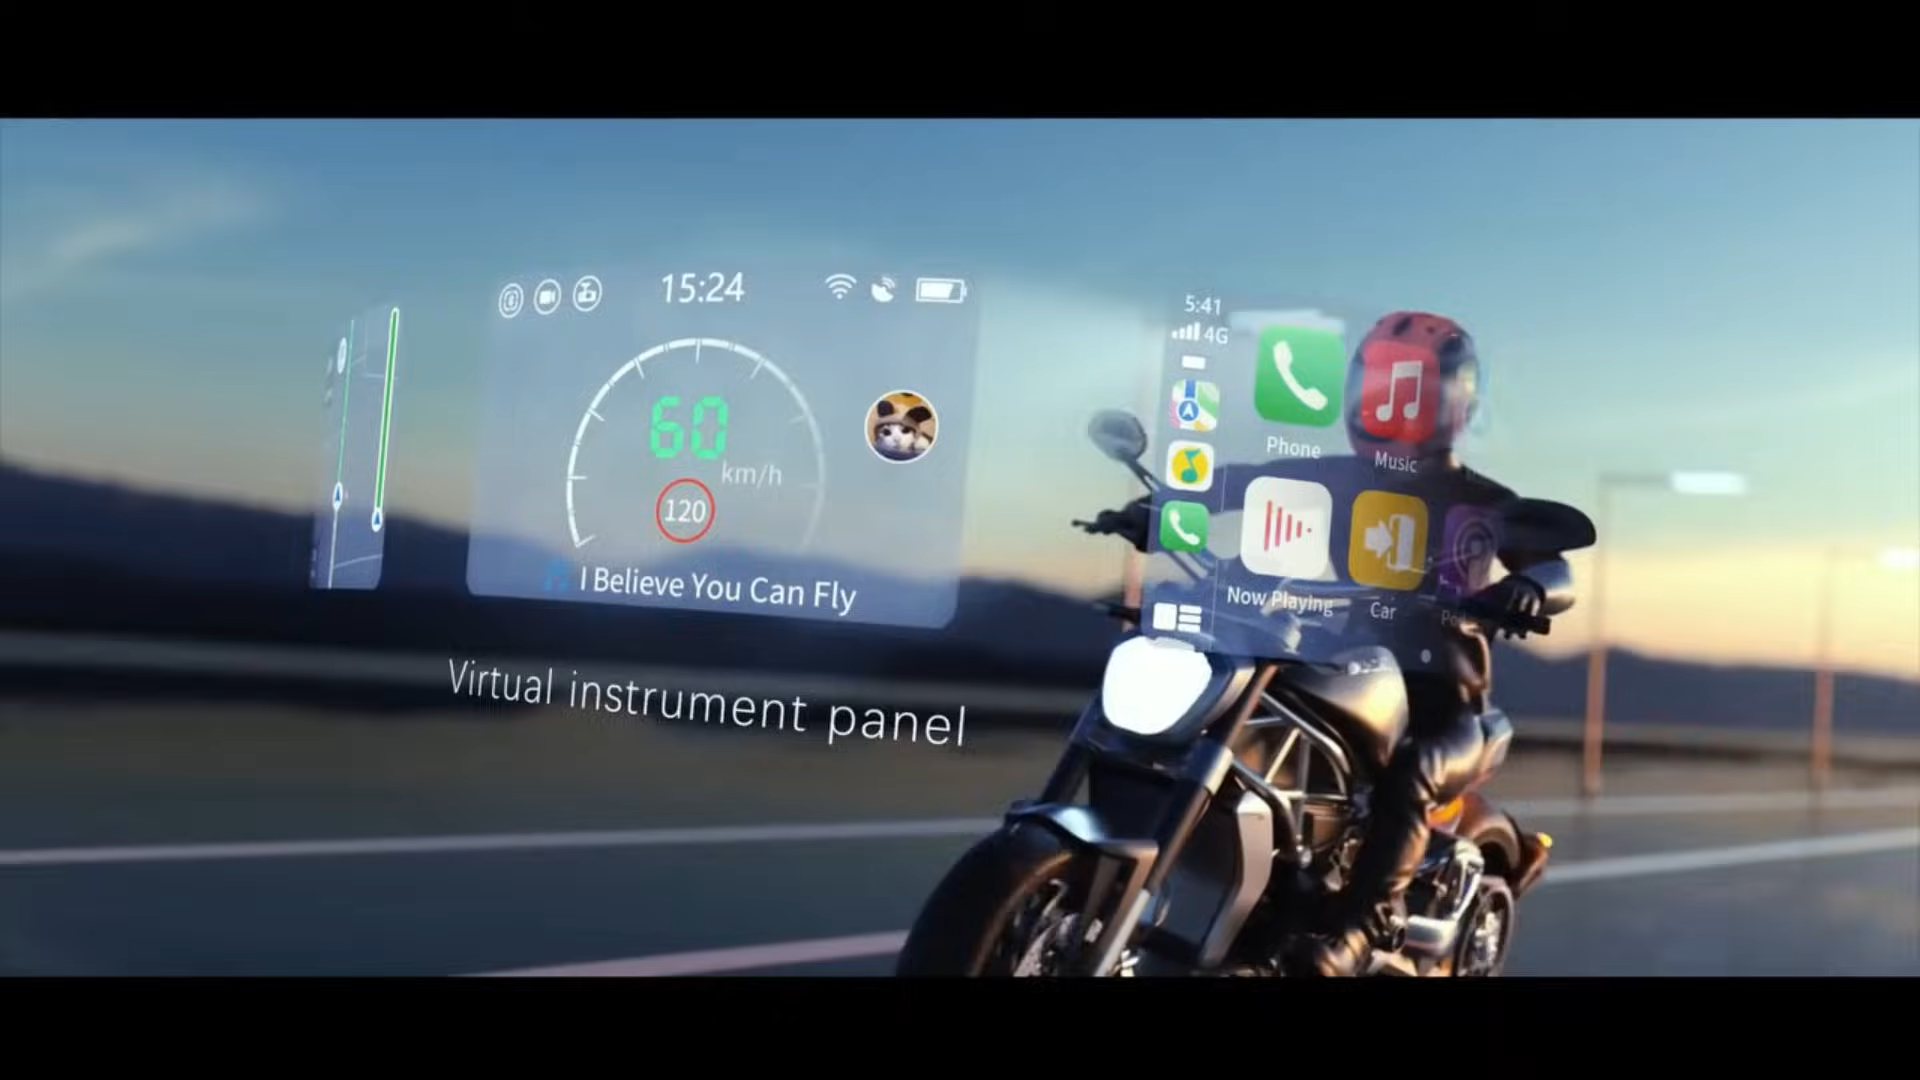 15:24
60
km/h
120
I Believe You Can Fly
Virtual instrument panel
5:41
4G
Phone
Music
Now Playing
Car